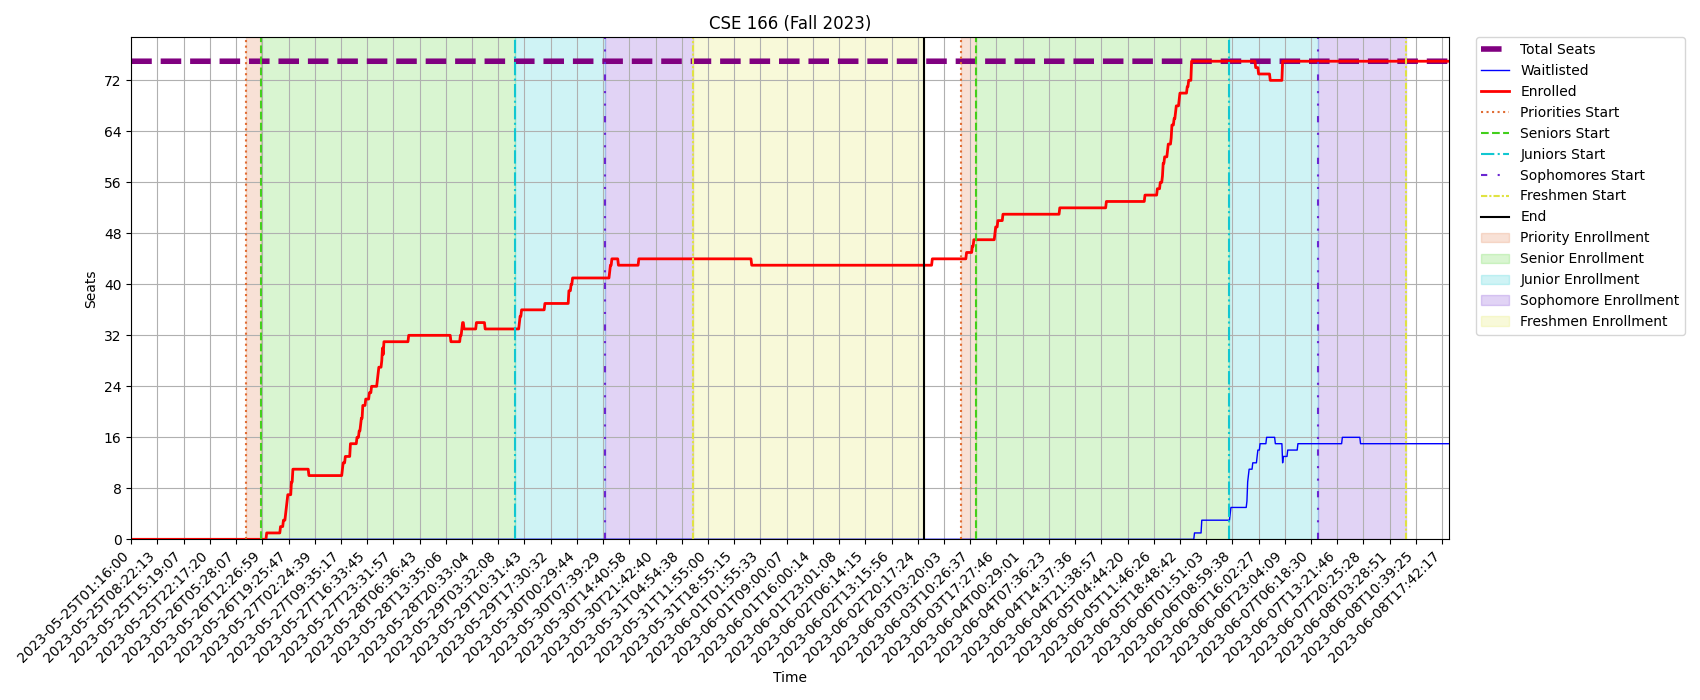 CSE 166 (Fall 2023)
Total Seats
Waitlisted
Enrolled
Priorities Start
Seniors Start
Juniors Start
Sophomores Start
Freshmen Start
End
Priority Enrollment
Senior Enrollment
Junior Enrollment
Sophomore Enrollment
Freshmen Enrollment
Seats
72
64
56
48
40
32
24
16
8
0
2023-05-25T01:16:00
2023-05-25T08:22:13
2023-05-25T15:19:07
2023-05-25T22:17:20
2023-05-26T05:28:07
2023-05-26T12:26:59
2023-05-26T19:25:47
2023-05-27T02:24:39
2023-05-27T09:35:17
2023-05-27T16:33:45
2023-05-27T23:31:57
2023-05-28T06:36:43
2023-05-28T13:35:06
2023-05-28T20:33:04
2023-05-29T03:32:08
2023-05-29T10:31:43
2023-05-29T17:30:32
2023-05-30T00:29:44
2023-05-30T07:39:29
2023-05-30T14:40:58
2023-05-30T21:42:40
2023-05-31T04:54:38
2023-05-31T11:55:00
2023-05-31T18:55:15
2023-06-01T01:55:33
2023-06-01T09:00:07
2023-06-01T16:00:14
2023-06-01T23:01:08
2023-06-02T06:14:15
2023-06-02T13:15:56
2023-06-02T20:17:24
2023-06-03T03:20:03
2023-06-03T10:26:37
2023-06-03T17:27:46
2023-06-04T00:29:01
2023-06-04T07:36:23
2023-06-04T14:37:36
2023-06-04T21:38:57
2023-06-05T04:44:20
2023-06-05T11:46:26
2023-06-05T18:48:42
2023-06-06T01:51:03
2023-06-06T08:59:38
2023-06-06T16:02:27
2023-06-06T23:04:09
2023-06-07T06:18:30
2023-06-07T13:21:46
2023-06-07T20:25:28
2023-06-08T03:28:51
2023-06-08T10:39:25
2023-06-08T17:42:17
Time